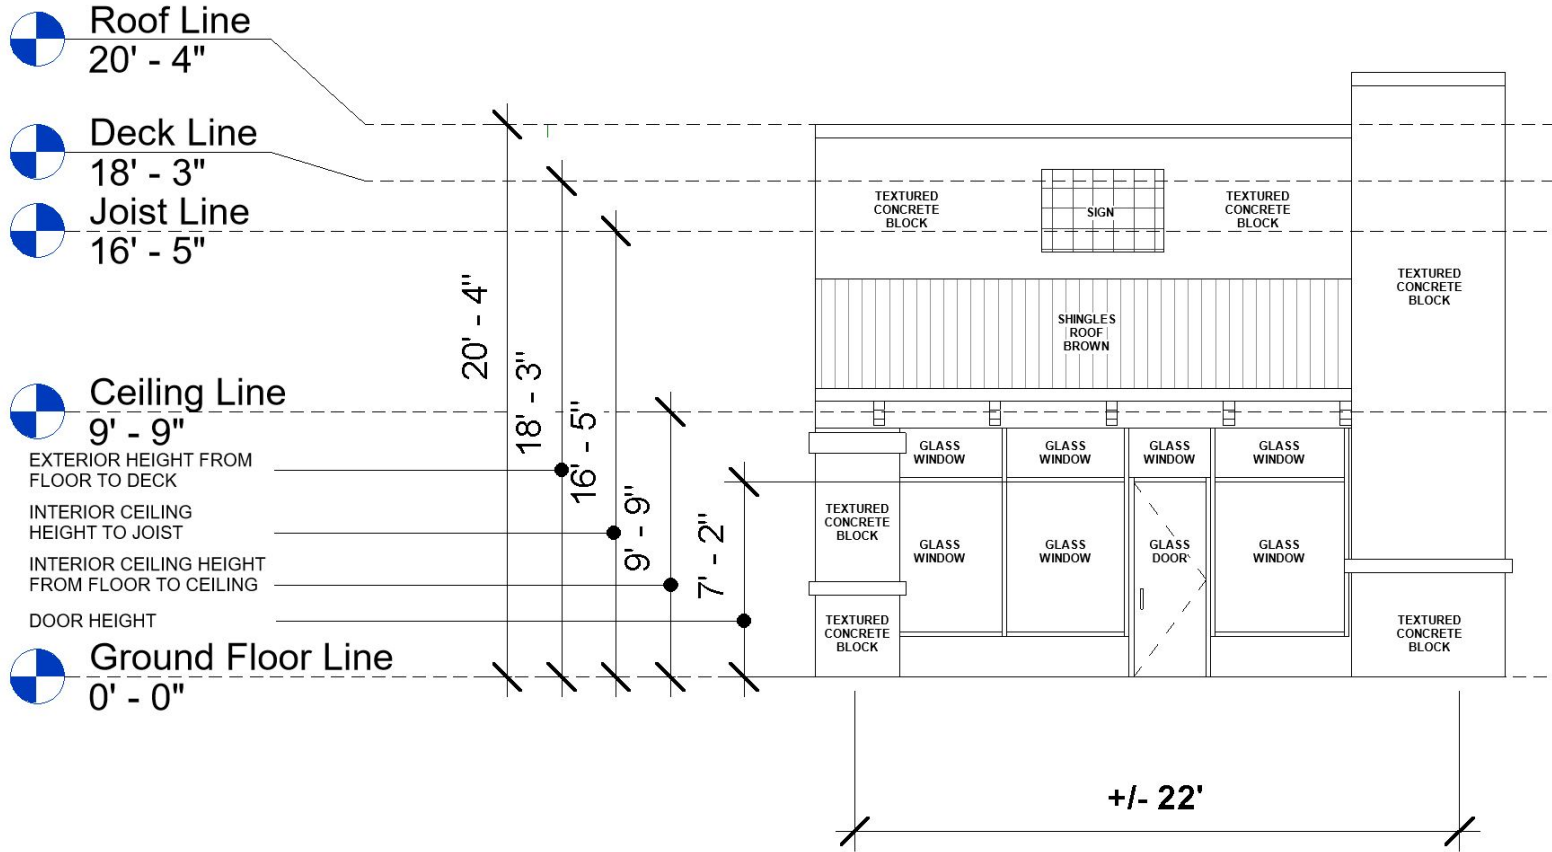 Roof Line
20' - 4"
Deck Line
18' - 3"
Joist Line
16' - 5"
Ceiling Line
9' - 9"
EXTERIOR HEIGHT FROM
FLOOR TO DECK
INTERIOR CEILING
HEIGHT TO JOIST
INTERIOR CEILING HEIGHT
FROM FLOOR TO CEILING
DOOR HEIGHT
Ground Floor Line
0' - 0"
20' - 4"
18' - 3"
16' - 5"
9' - 9"
7' - 2"
TEXTURED
CONCRETE
BLOCK
SIGN
TEXTURED
CONCRETE
BLOCK
TEXTURED
CONCRETE
BLOCK
SHINGLES
ROOF
BROWN
GLASS
WINDOW
GLASS
WINDOW
GLASS
WINDOW
GLASS
WINDOW
TEXTURED
CONCRETE
BLOCK
GLASS
WINDOW
GLASS
WINDOW
GLASS
DOOR
GLASS
WINDOW
TEXTURED
CONCRETE
BLOCK
TEXTURED
CONCRETE
BLOCK
+/- 22'